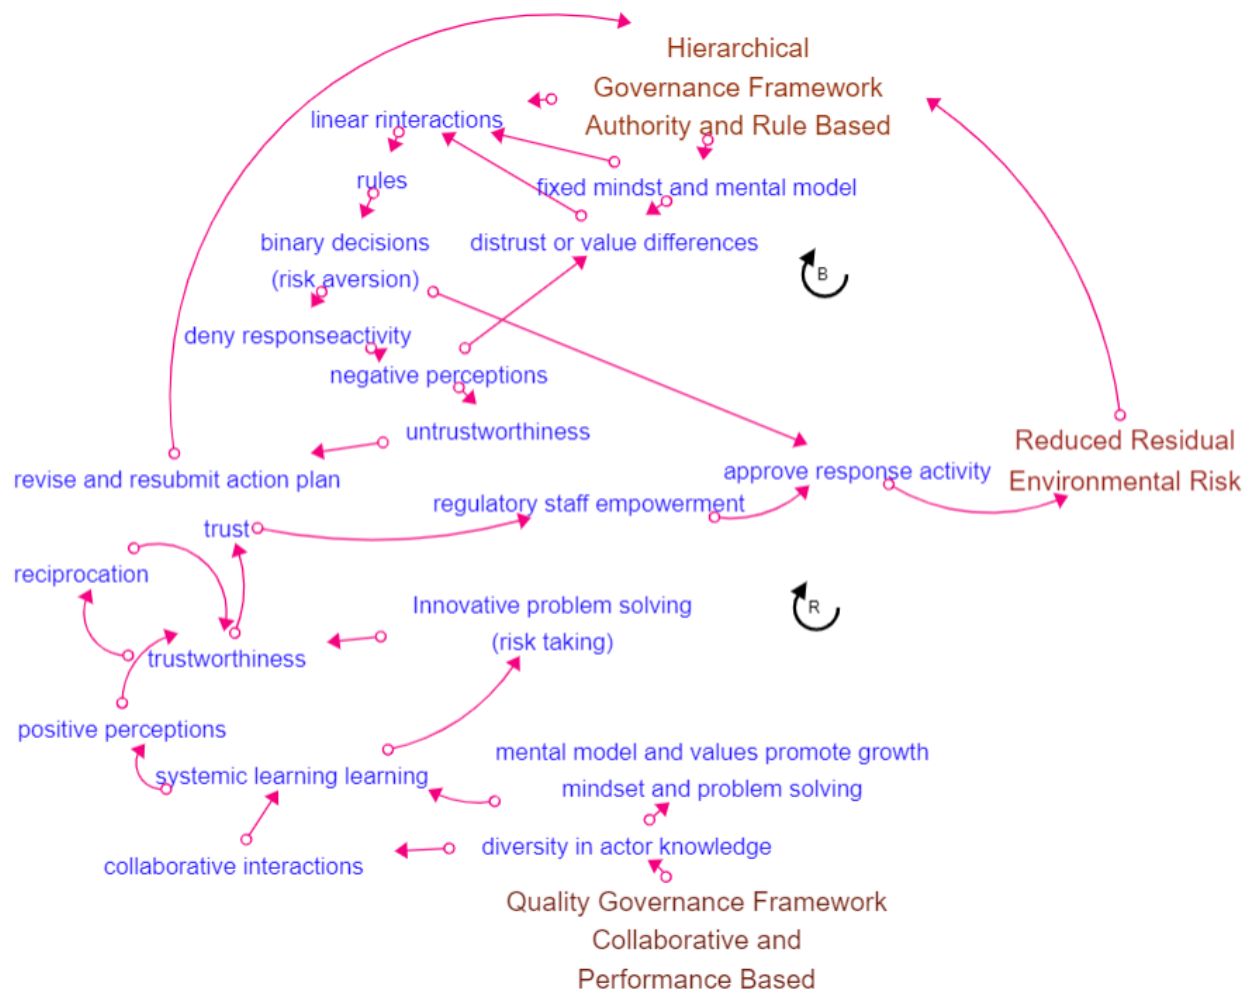 Hierarchical
Governance Framework
Authority and Rule Based
linear rinteractions
rules
fixed mindst and mental model
binary decisions
(risk aversion)
distrust or value differences
B
deny responseactivity
negative perceptions
untrustworthiness
revise and resubmit action plan
approve response activity
Reduced Residual
Environmental Risk
regulatory staff empowerment
trust
reciprocation
Innovative problem solving
(risk taking)
R
trustworthiness
positive perceptions
systemic learning learning
mental model and values promote growth
mindset and problem solving
collaborative interactions
diversity in actor knowledge
Quality Governance Framework
Collaborative and
Performance Based